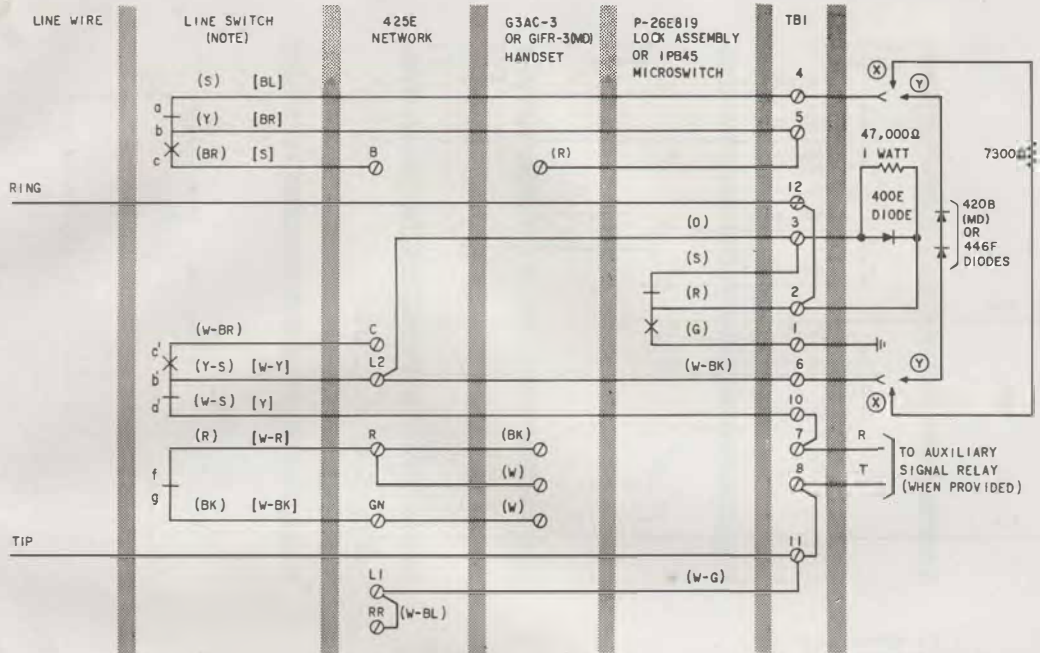 LINE WIRE
LINE SWITCH
(NOTE)
425E
NETWORK
G3AC-3
OR GIFR-3(MD)
HANDSET
P-26E819
LOCK ASSEMBLY
OR 1PB45
MICROSWITCH
TB1
a
(S) [BL]
4
X
Y
b
(Y) [BR]
5
c
(BR) [S]
B
(R)
47,000Ω
1 WATT
7300Ω
RING
12
400E
DIODE
420B
(MD)
OR
446F
DIODES
(O)
3
(S)
(R)
2
(G)
1
c'
(W-BR)
C
b'
(Y-S) [W-Y]
L2
(W-BK)
6
Y
a'
(W-S) [Y]
10
X
f
(R) [W-R]
R
(BK)
7
R
TO AUXILIARY
SIGNAL RELAY
(WHEN PROVIDED)
(W)
8
T
g
(BK) [W-BK]
GN
(W)
TIP
11
L1
(W-G)
RR
(W-BL)